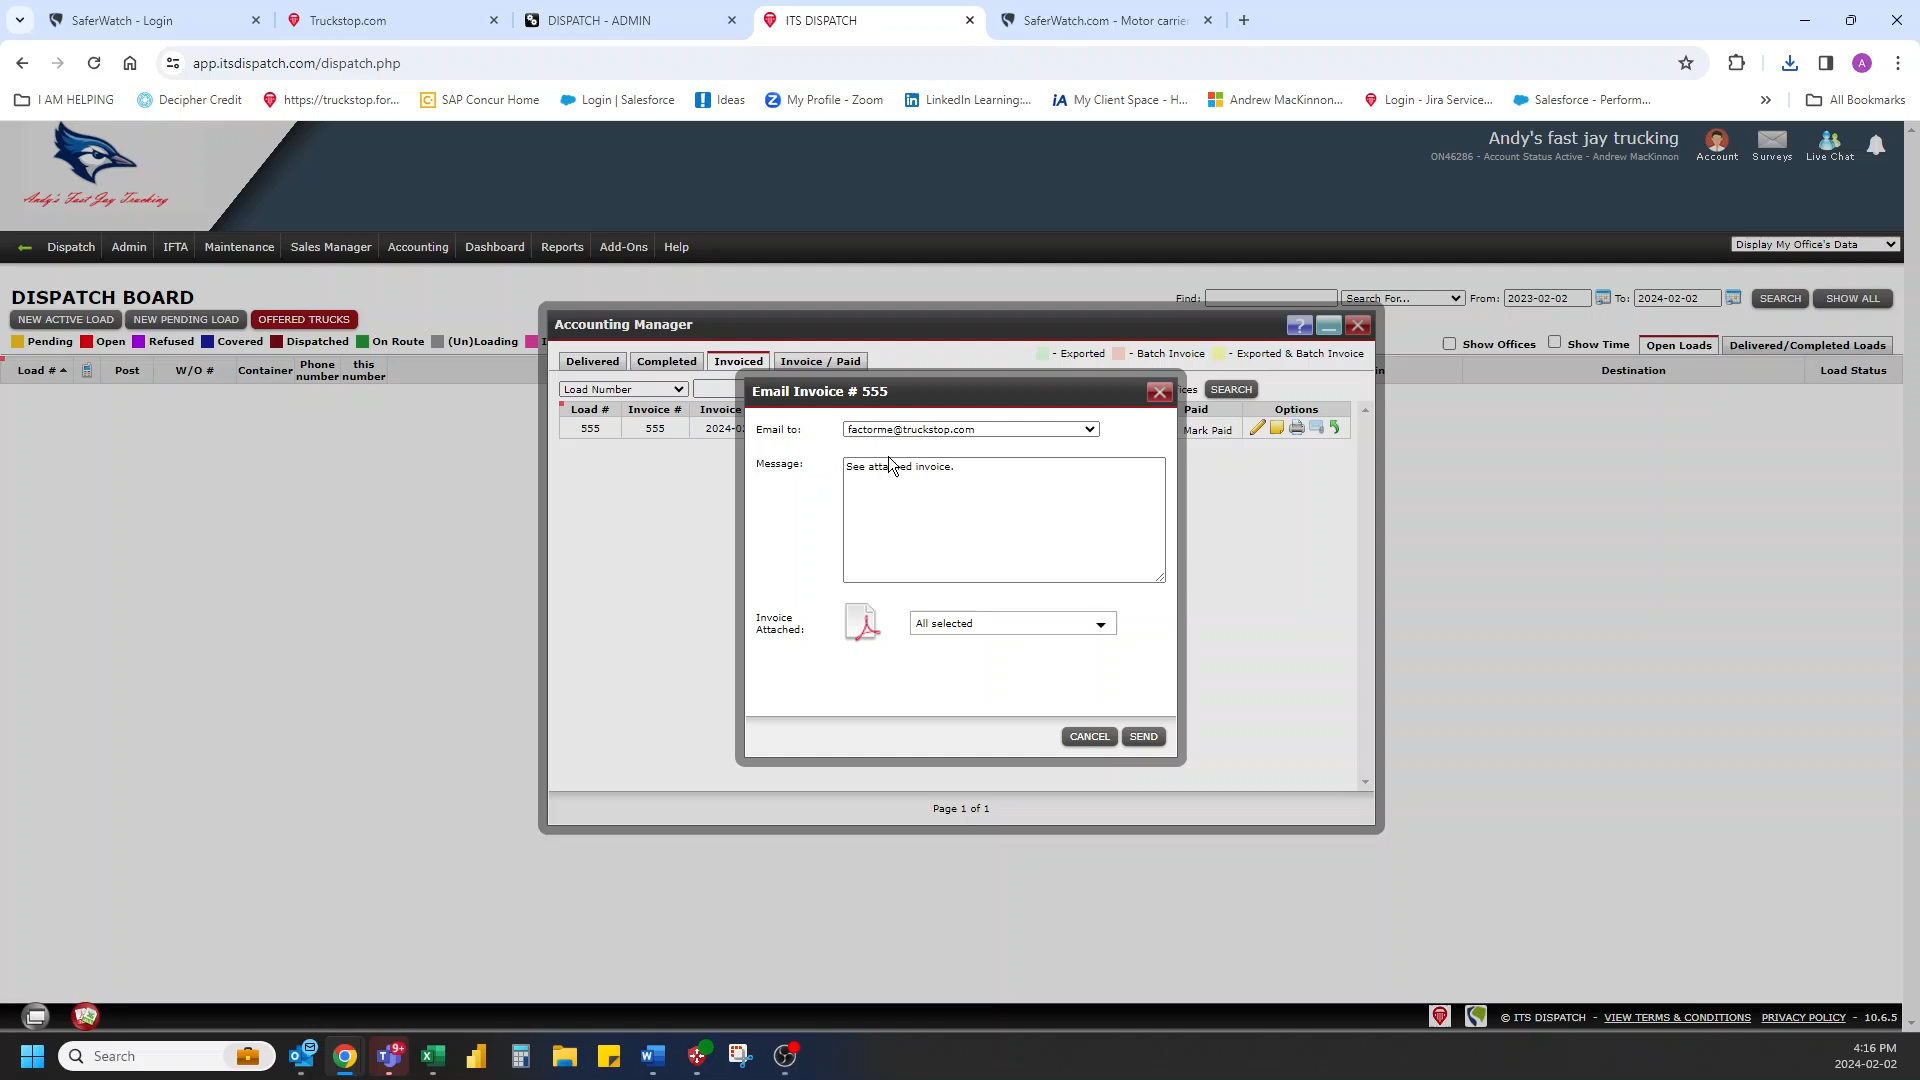 SaferWatch - Login
Truckstop.com
DISPATCH - ADMIN
ITS DISPATCH
SaferWatch.com - Motor carrie
app.itsdispatch.com/dispatch.php
A
I AM HELPING
Decipher Credit
https://truckstop.for...
SAP Concur Home
Login | Salesforce
Ideas
My Profile - Zoom
LinkedIn Learning:...
My Client Space - H...
Andrew MacKinnon...
Login - Jira Service...
Salesforce - Perform...
All Bookmarks
Andy's Fast Jay Trucking
Andy's fast jay trucking
ON46286 - Account Status Active - Andrew MacKinnon
Account
Surveys
Live Chat
Dispatch
Admin
IFTA
Maintenance
Sales Manager
Accounting
Dashboard
Reports
Add-Ons
Help
Display My Office's Data
DISPATCH BOARD
Find:
Search For...
From:
2023-02-02
To:
2024-02-02
SEARCH
SHOW ALL
NEW ACTIVE LOAD
NEW PENDING LOAD
OFFERED TRUCKS
Pending
Open
Refused
Covered
Dispatched
On Route
(Un)Loading
Show Offices
Show Time
Open Loads
Delivered/Completed Loads
Load #
Post
W/O #
Container
Phone number
this number
Destination
Load Status
Accounting Manager
?
Delivered
Completed
Invoiced
Invoice / Paid
- Exported
- Batch Invoice
- Exported & Batch Invoice
Load Number
SEARCH
Load #
Invoice #
Invoice
Paid
Options
555
555
2024-0
Mark Paid
Email Invoice # 555
Email to:
factorme@truckstop.com
Message:
See attached invoice.
Invoice
Attached:
All selected
CANCEL
SEND
Page 1 of 1
© ITS DISPATCH - VIEW TERMS & CONDITIONS PRIVACY POLICY - 10.6.5
Search
9+
4:16 PM
2024-02-02